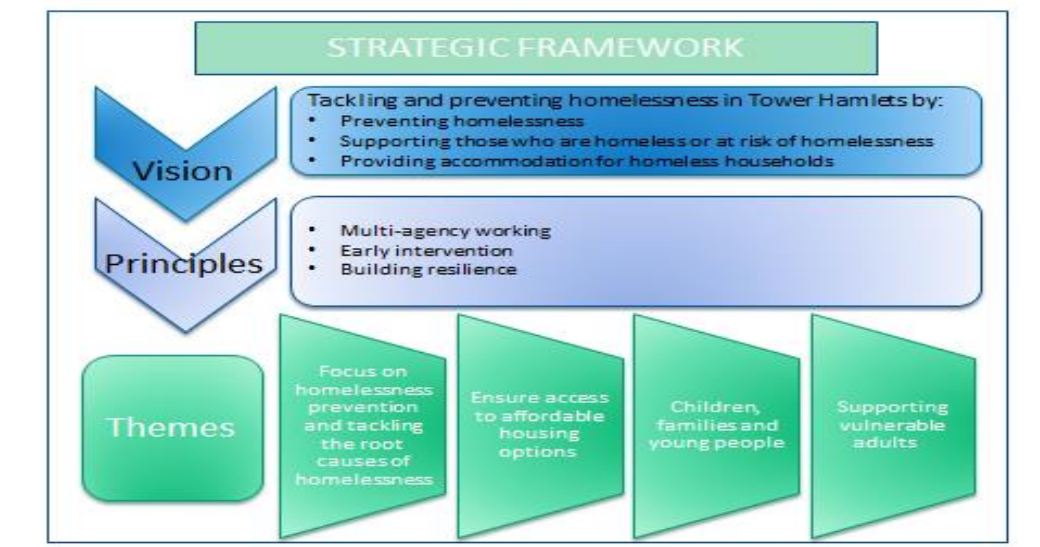 STRATEGIC FRAMEWORK
Vision
Tackling and preventing homelessness in Tower Hamlets by:
• Preventing homelessness
• Supporting those who are homeless or at risk of homelessness
• Providing accommodation for homeless households
Principles
• Multi-agency working
• Early intervention
• Building resilience
Themes
Focus on
homelessness
prevention
and tackling
the root
causes of
homelessness
Ensure access
to affordable
housing
options
Children,
families and
young people
Supporting
vulnerable
adults